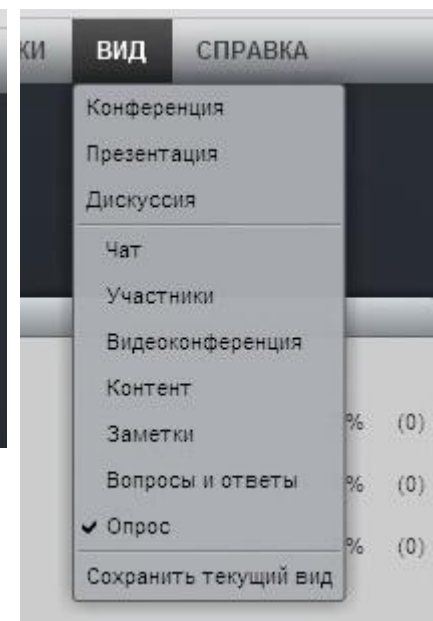 КИ ВИД СПРАВКА
Конференция
Презентация
Дискуссия
Чат
Участники
Видеоконференция
Контент
Заметки
% (0)
Вопросы и ответы
% (0)
✔ Опрос
% (0)
Сохранить текущий вид